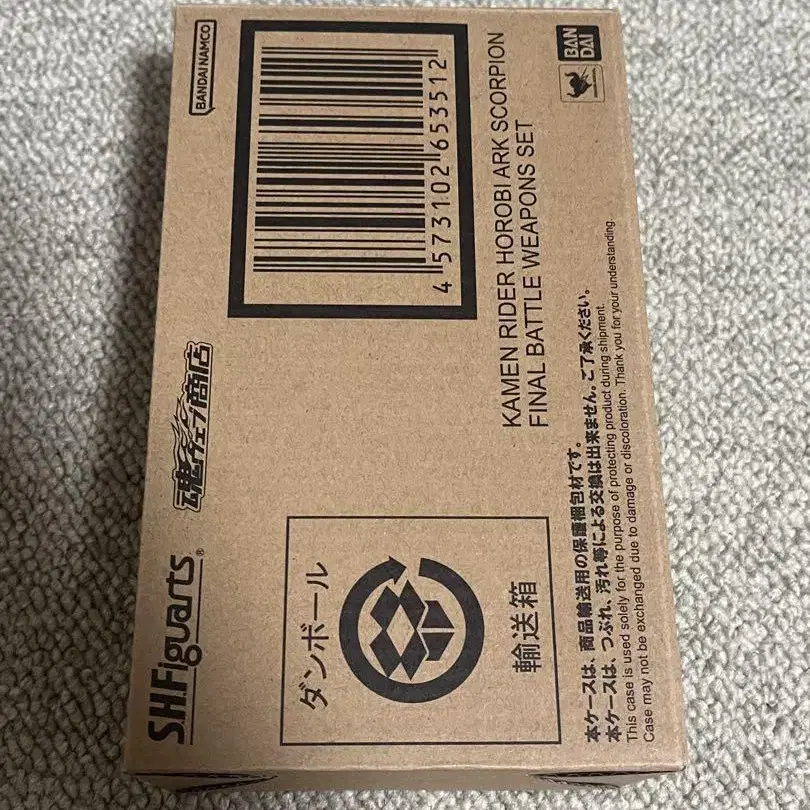 S.H.Figuarts®
魂ウェブ商店
BANDAI NAMCO
4 573102 653512
BAN
DAI
KAMEN RIDER HOROBI ARK SCORPION
FINAL BATTLE WEAPONS SET
ダンボール
輸送箱
本ケースは、商品輸送用の保護梱包材です。
本ケースは、つぶれ、汚れ等による交換は出来ません。ご了承ください。
This case is used solely for the purpose of protecting product during shipment.
Case may not be exchanged due to damage or discoloration. Thank you for your understanding.